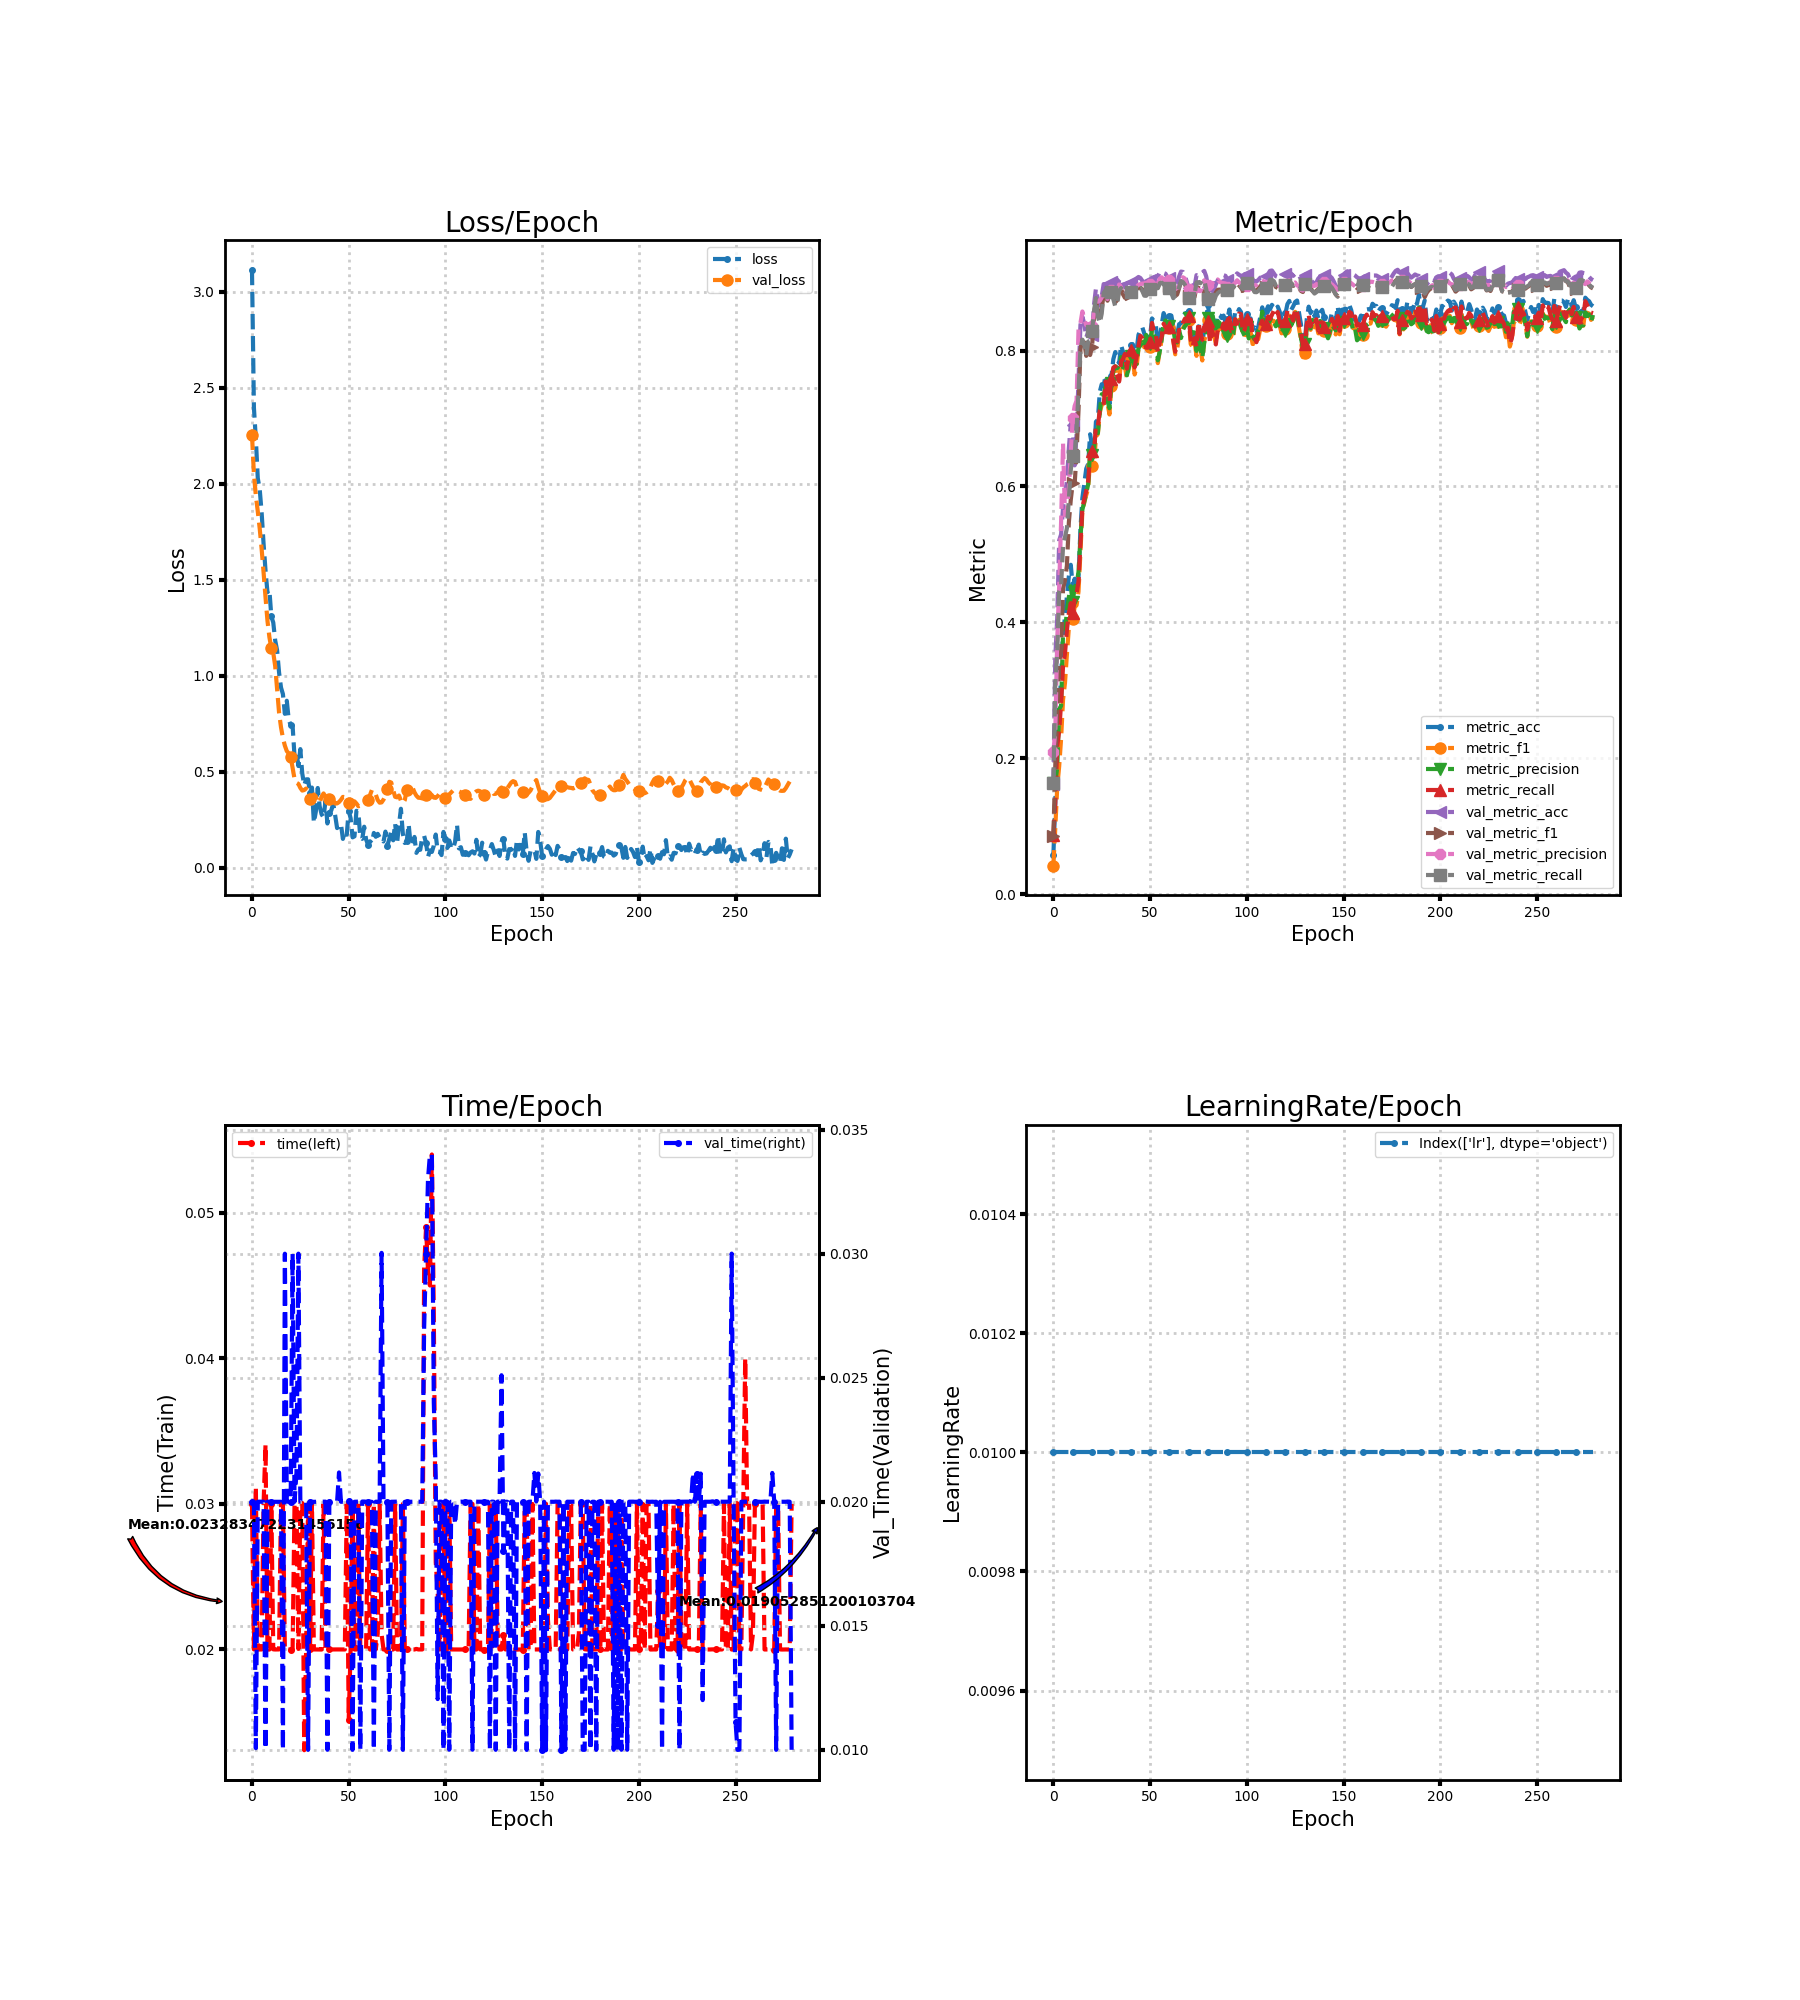 Loss/Epoch
loss
val_loss
3.0
2.5
2.0
1.5
1.0
0.5
0.0
Loss
0
50
100
150
200
250
Epoch
Metric/Epoch
0.8
0.6
0.4
0.2
0.0
Metric
metric_acc
metric_f1
metric_precision
metric_recall
val_metric_acc
val_metric_f1
val_metric_precision
val_metric_recall
0
50
100
150
200
250
Epoch
Time/Epoch
time(left)
val_time(right)
0.05
0.04
0.03
0.02
Time(Train)
0.035
0.030
0.025
0.020
0.015
0.010
Val_Time(Validation)
Mean:0.019052851200103704
0
50
100
150
200
250
Epoch
LearningRate/Epoch
Index(['lr'], dtype='object')
0.0104
0.0102
0.0100
0.0098
0.0096
LearningRate
0
50
100
150
200
250
Epoch